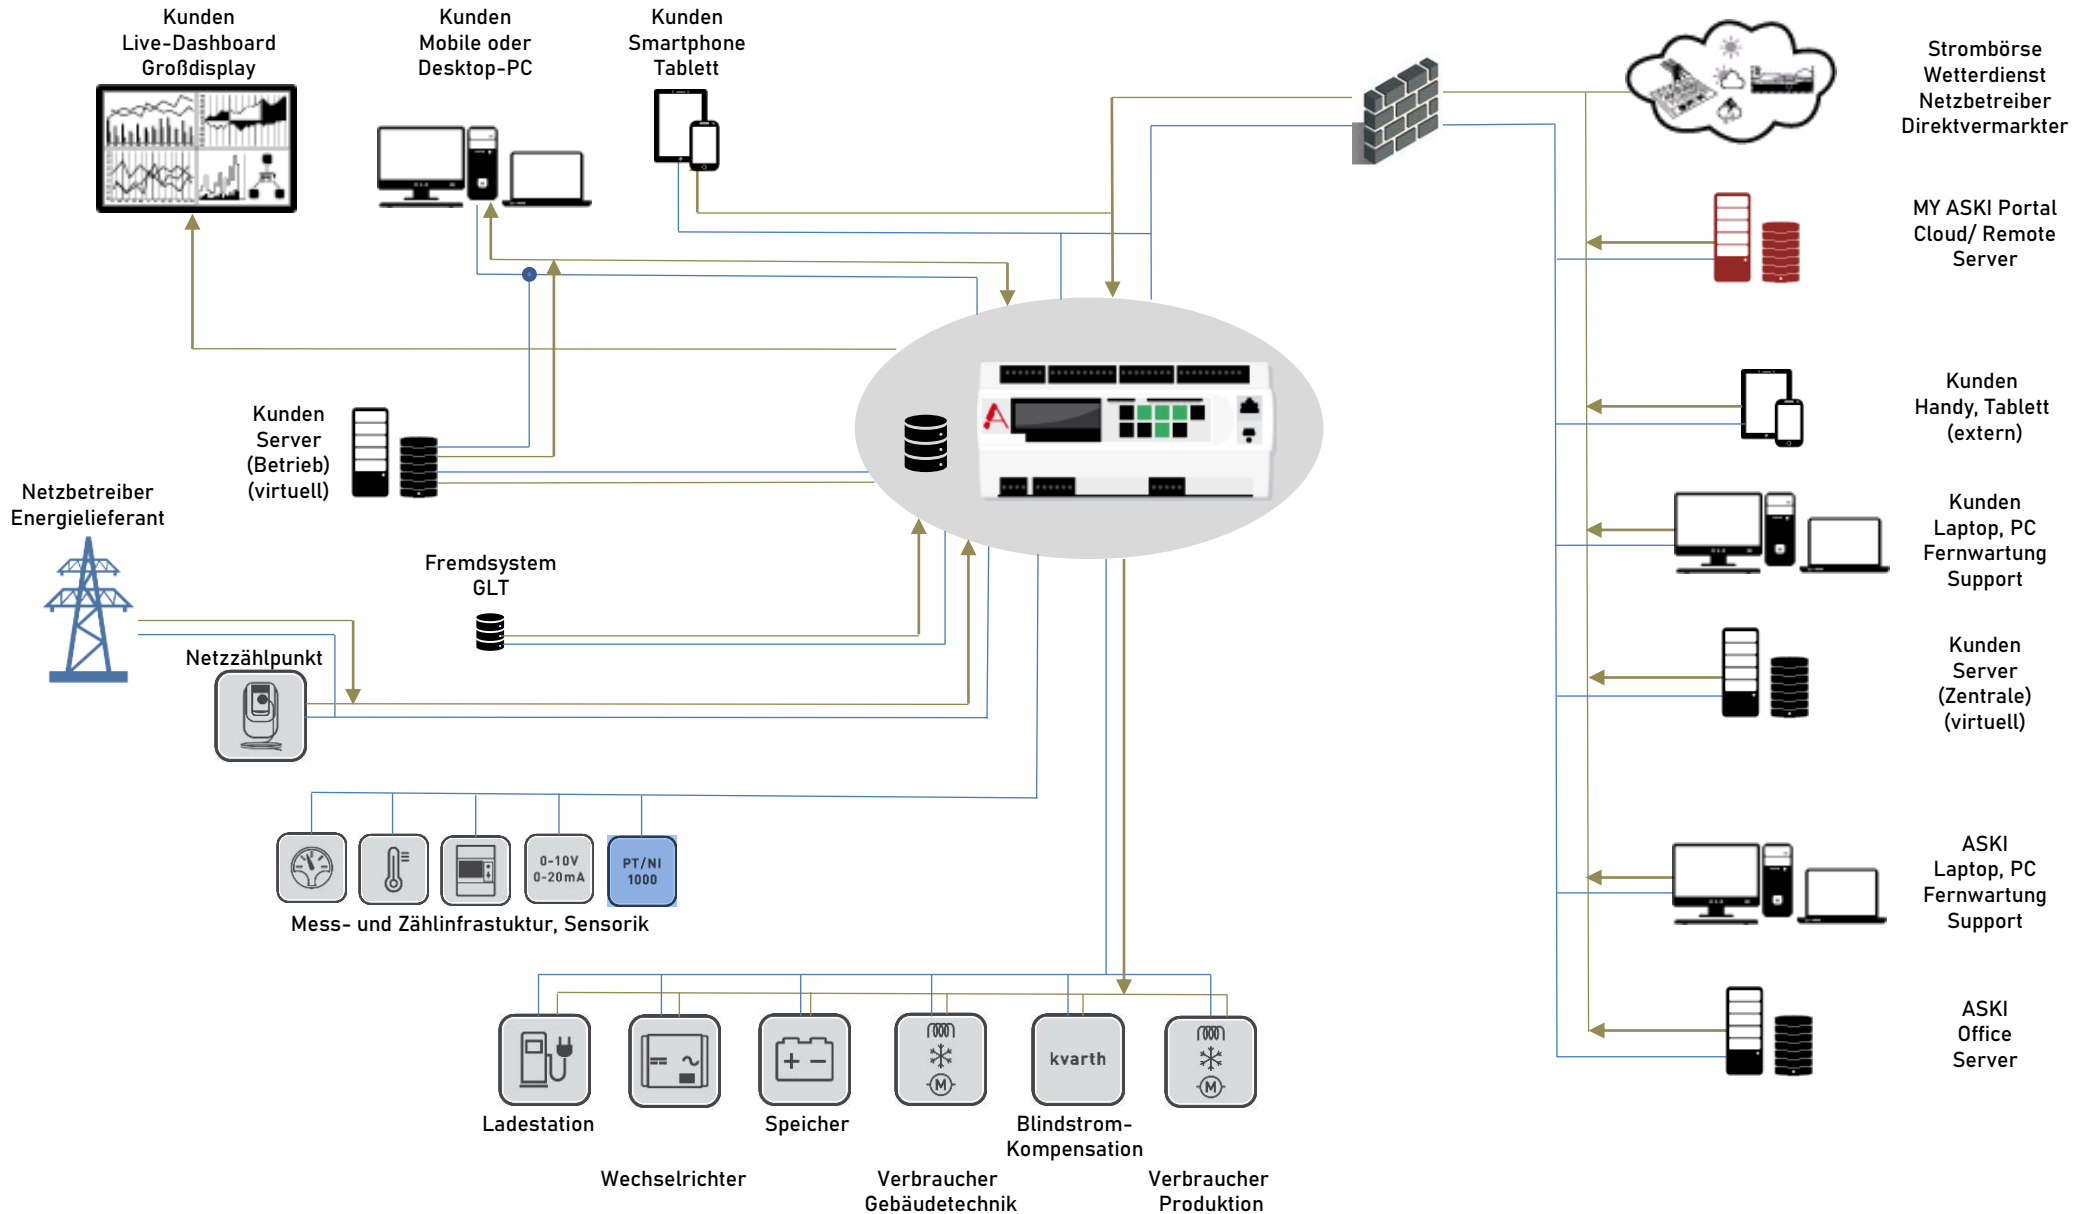 Kunden
Live-Dashboard
Großdisplay
Kunden
Mobile oder
Desktop-PC
Kunden
Smartphone
Tablett
Strombörse
Wetterdienst
Netzbetreiber
Direktvermarkter
MY ASKI Portal
Cloud/ Remote
Server
Kunden
Server
(Betrieb)
(virtuell)
Kunden
Handy, Tablett
(extern)
Netzbetreiber
Energielieferant
Kunden
Laptop, PC
Fernwartung
Support
Fremdsystem
GLT
Netzzählpunkt
Kunden
Server
(Zentrale)
(virtuell)
0-10V
0-20mA
PT/NI
1000
Mess- und Zählinfrastuktur, Sensorik
ASKI
Laptop, PC
Fernwartung
Support
ASKI
Office
Server
M
kvarth
M
Ladestation
Wechselrichter
Speicher
Verbraucher
Gebäudetechnik
Blindstrom-
Kompensation
Verbraucher
Produktion